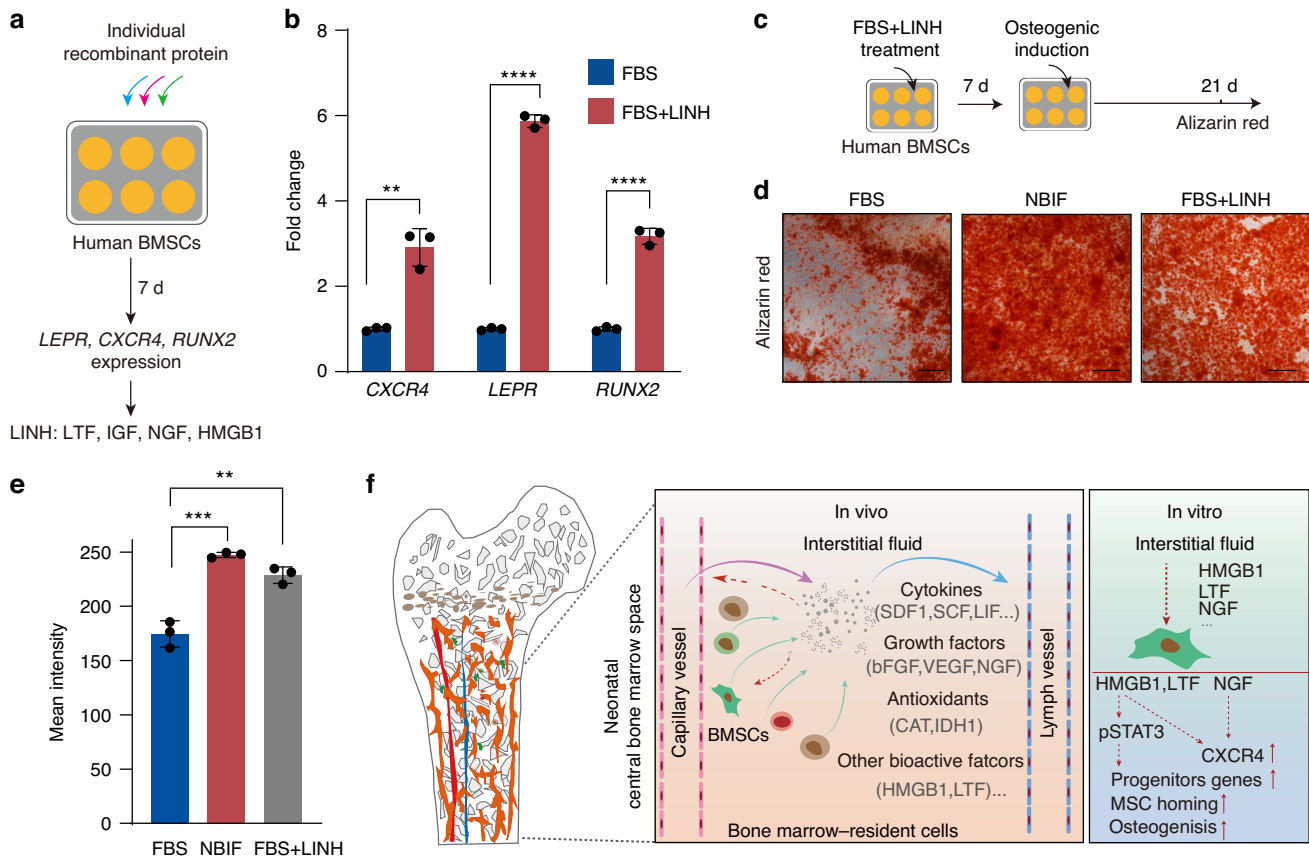 a
Individual
recombinant protein
Human BMSCs
7 d
LEPR, CXCR4, RUNX2
expression
LINH: LTF, IGF, NGF, HMGB1
b
Fold change
8
6
4
2
0
**
****
****
FBS
FBS+LINH
CXCR4
LEPR
RUNX2
c
FBS+LINH
treatment
Osteogenic
induction
7 d
21 d
Human BMSCs
Alizarin red
d
FBS
NBIF
FBS+LINH
Alizarin red
e
Mean intensity
250
200
150
100
50
0
***
**
FBS
NBIF
FBS+LINH
f
Neonatal
central bone marrow space
In vivo
Interstitial fluid
Capillary vessel
Cytokines
(SDF1,SCF,LIF...)
Growth factors
(bFGF,VEGF,NGF)
Antioxidants
(CAT,IDH1)
Other bioactive fatcors
(HMGB1,LTF)...
BMSCs
Bone marrow–resident cells
Lymph vessel
In vitro
Interstitial fluid
HMGB1
LTF
NGF
...
HMGB1,LTF NGF
pSTAT3
CXCR4↑
Progenitors genes ↑
MSC homing↑
Osteogenisis↑